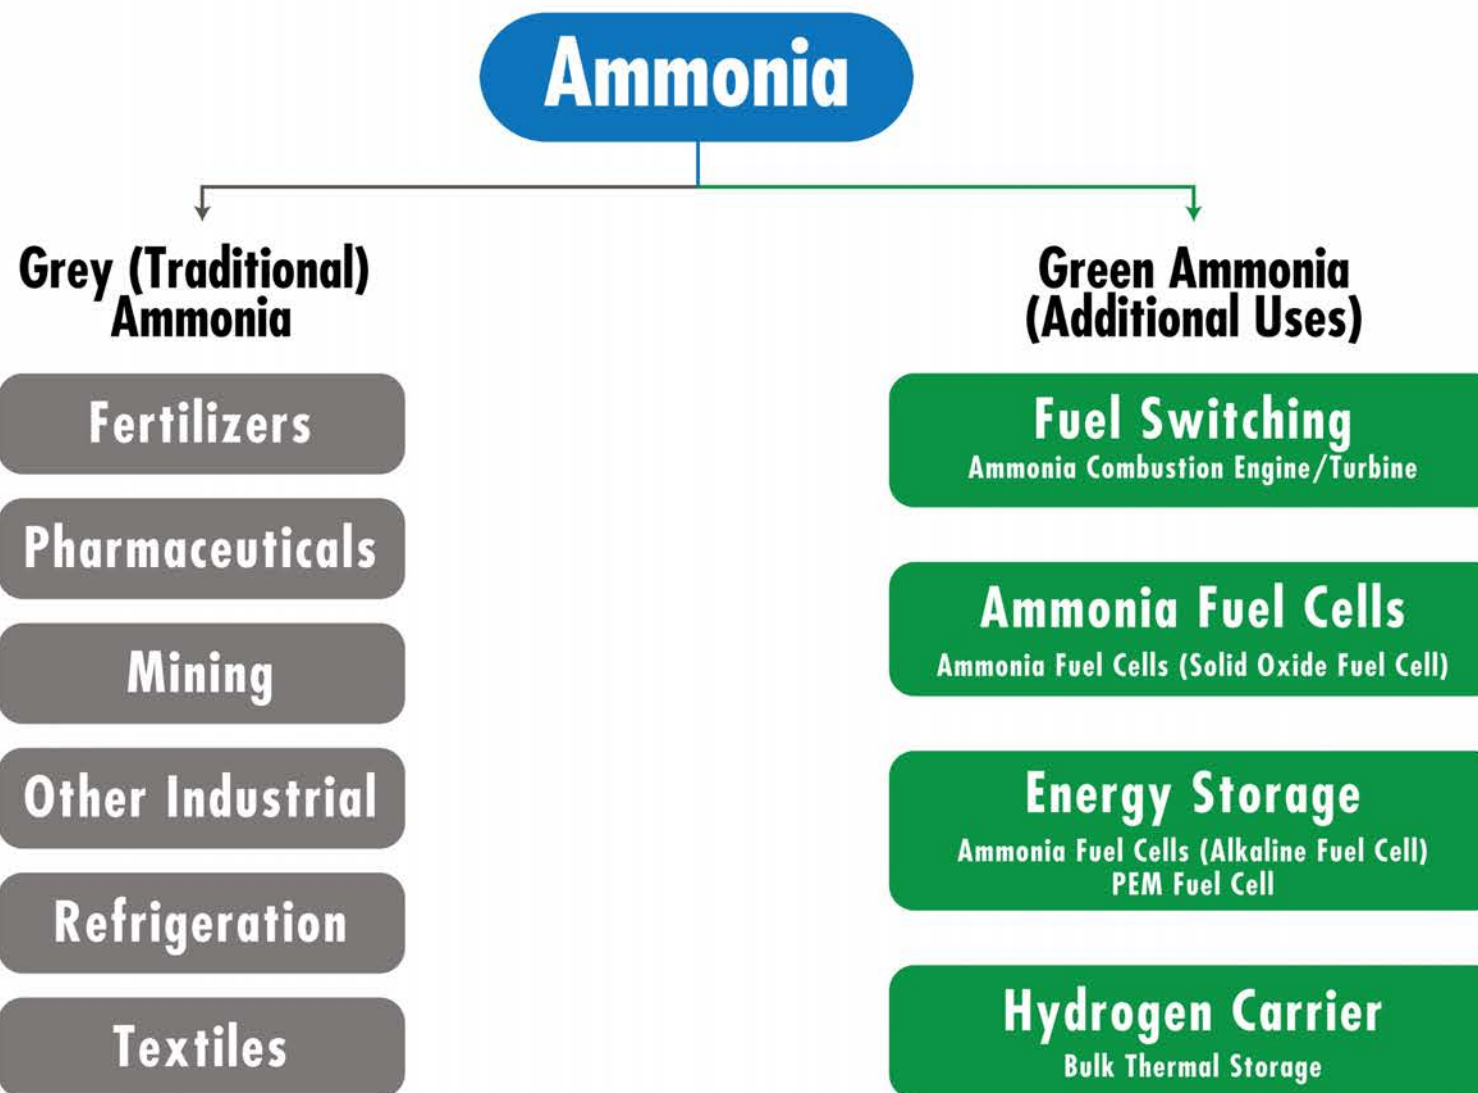 Ammonia
Grey (Traditional)
Ammonia
Fertilizers
Pharmaceuticals
Mining
Other Industrial
Refrigeration
Textiles
Green Ammonia
(Additional Uses)
Fuel Switching
Ammonia Combustion Engine/Turbine
Ammonia Fuel Cells
Ammonia Fuel Cells (Solid Oxide Fuel Cell)
Energy Storage
Ammonia Fuel Cells (Alkaline Fuel Cell)
PEM Fuel Cell
Hydrogen Carrier
Bulk Thermal Storage